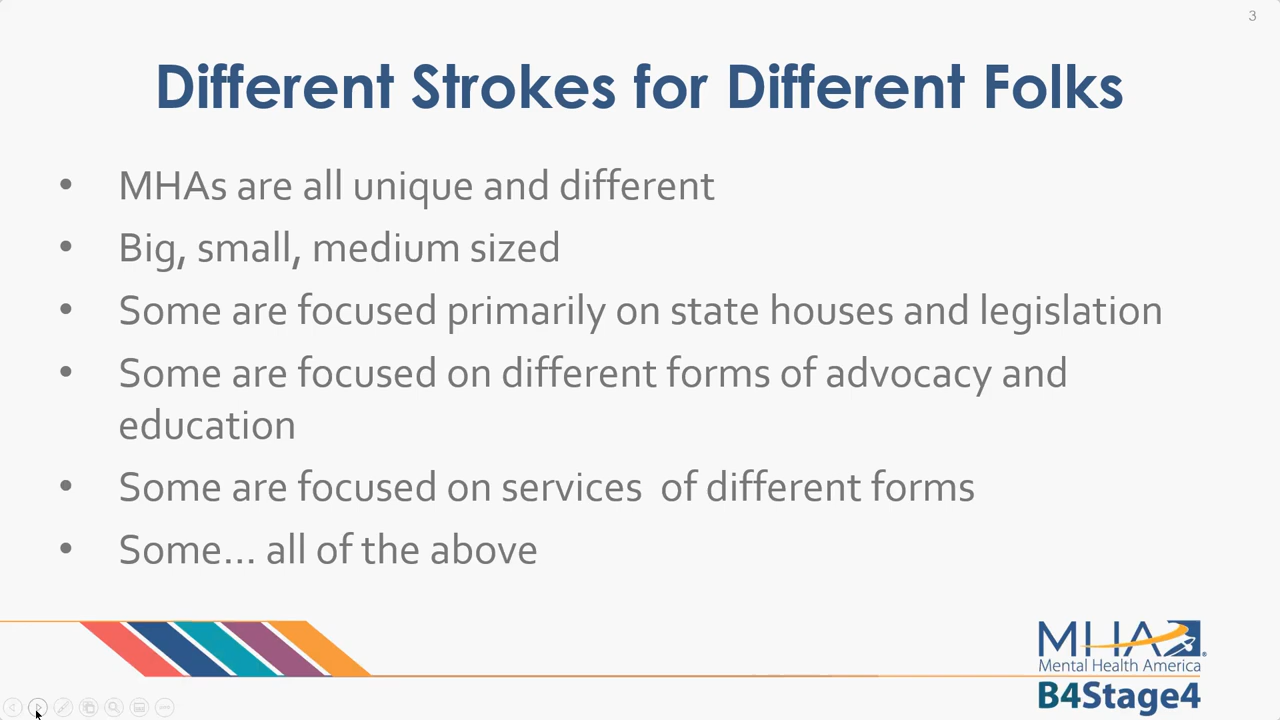 3
Different Strokes for Different Folks
• MHAs are all unique and different
• Big, small, medium sized
• Some are focused primarily on state houses and legislation
• Some are focused on different forms of advocacy and
education
• Some are focused on services  of different forms
• Some... all of the above
MHA®
Mental Health America
B4Stage4